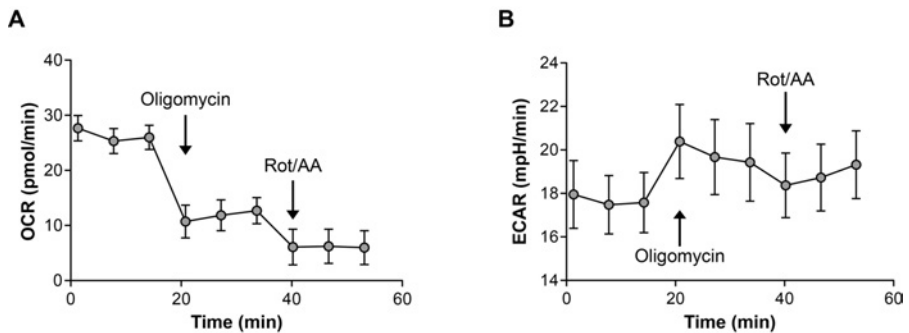 A
OCR (pmol/min)
40
30
20
10
0
Oligomycin
Rot/AA
0
20
40
60
Time (min)
B
ECAR (mpH/min)
24
22
20
18
16
14
Rot/AA
Oligomycin
0
20
40
60
Time (min)